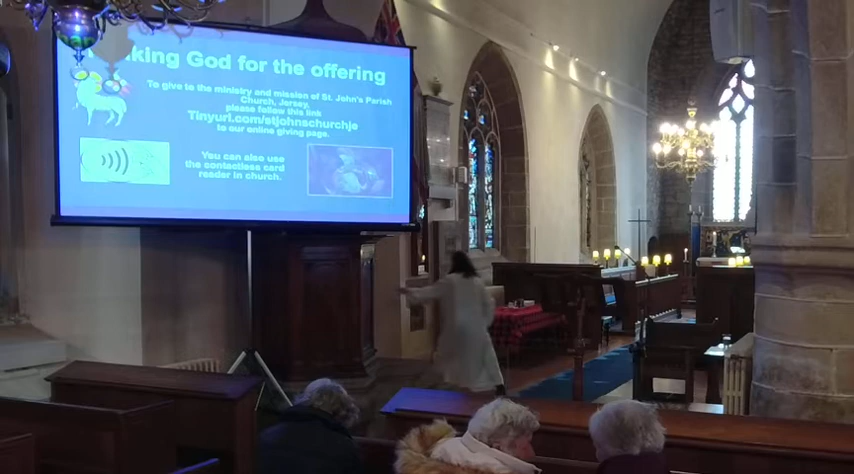 king God for the offering
To give to the ministry and mission of St. John's Parish
Church, Jersey,
please follow this link
Tinyurl.com/stjohnschurchje
to our online giving page.
You can also use
the contactless card
reader in church.